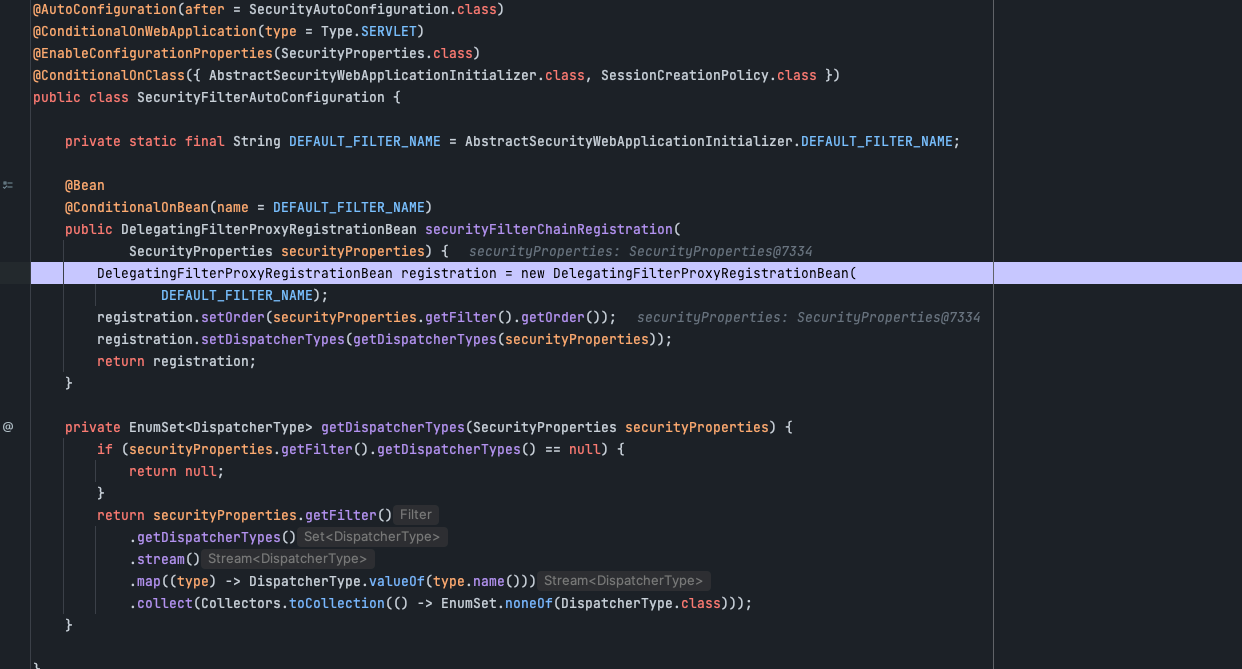 @AutoConfiguration(after = SecurityAutoConfiguration.class)
@ConditionalOnWebApplication(type = Type.SERVLET)
@EnableConfigurationProperties(SecurityProperties.class)
@ConditionalOnClass({ AbstractSecurityWebApplicationInitializer.class, SessionCreationPolicy.class })
public class SecurityFilterAutoConfiguration {
private static final String DEFAULT_FILTER_NAME = AbstractSecurityWebApplicationInitializer.DEFAULT_FILTER_NAME;
@Bean
@ConditionalOnBean(name = DEFAULT_FILTER_NAME)
public DelegatingFilterProxyRegistrationBean securityFilterChainRegistration(
SecurityProperties securityProperties) { securityProperties: SecurityProperties@7334
DelegatingFilterProxyRegistrationBean registration = new DelegatingFilterProxyRegistrationBean(
DEFAULT_FILTER_NAME);
registration.setOrder(securityProperties.getFilter().getOrder()); securityProperties: SecurityProperties@7334
registration.setDispatcherTypes(getDispatcherTypes(securityProperties));
return registration;
}
@ private EnumSet<DispatcherType> getDispatcherTypes(SecurityProperties securityProperties) {
if (securityProperties.getFilter().getDispatcherTypes() == null) {
return null;
}
return securityProperties.getFilter() Filter
.getDispatcherTypes() Set<DispatcherType>
.stream() Stream<DispatcherType>
.map((type) -> DispatcherType.valueOf(type.name())) Stream<DispatcherType>
.collect(Collectors.toCollection(() -> EnumSet.noneOf(DispatcherType.class)));
}
}